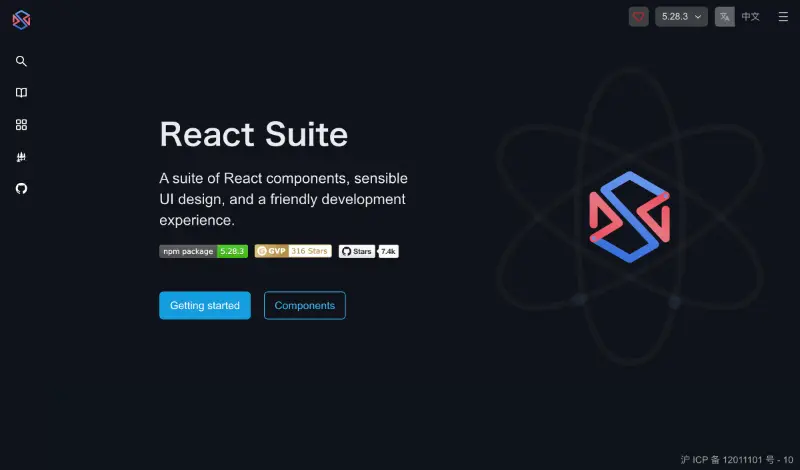 5.28.3
中文
React Suite
A suite of React components, sensible
UI design, and a friendly development
experience.
npm package 5.28.3 GVP 316 Stars Stars 7.4k
Getting started Components
沪 ICP 备 12011101 号 - 10